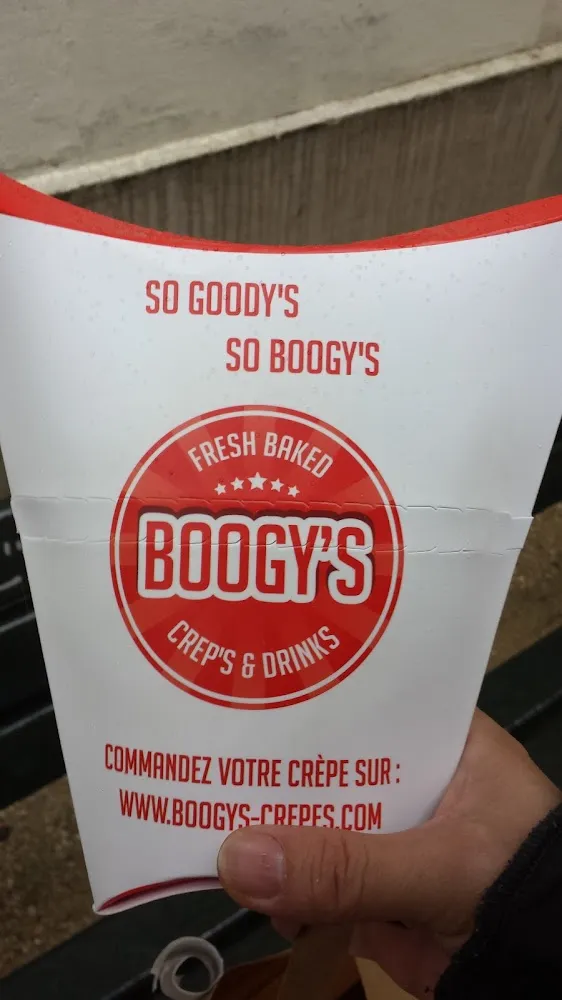 SO GOODY'S
SO BOOGY'S
FRESH BAKED
BOOGY'S
CREP'S & DRINKS
COMMANDEZ VOTRE CRÈPE SUR :
WWW.BOOGYS-CREPES.COM